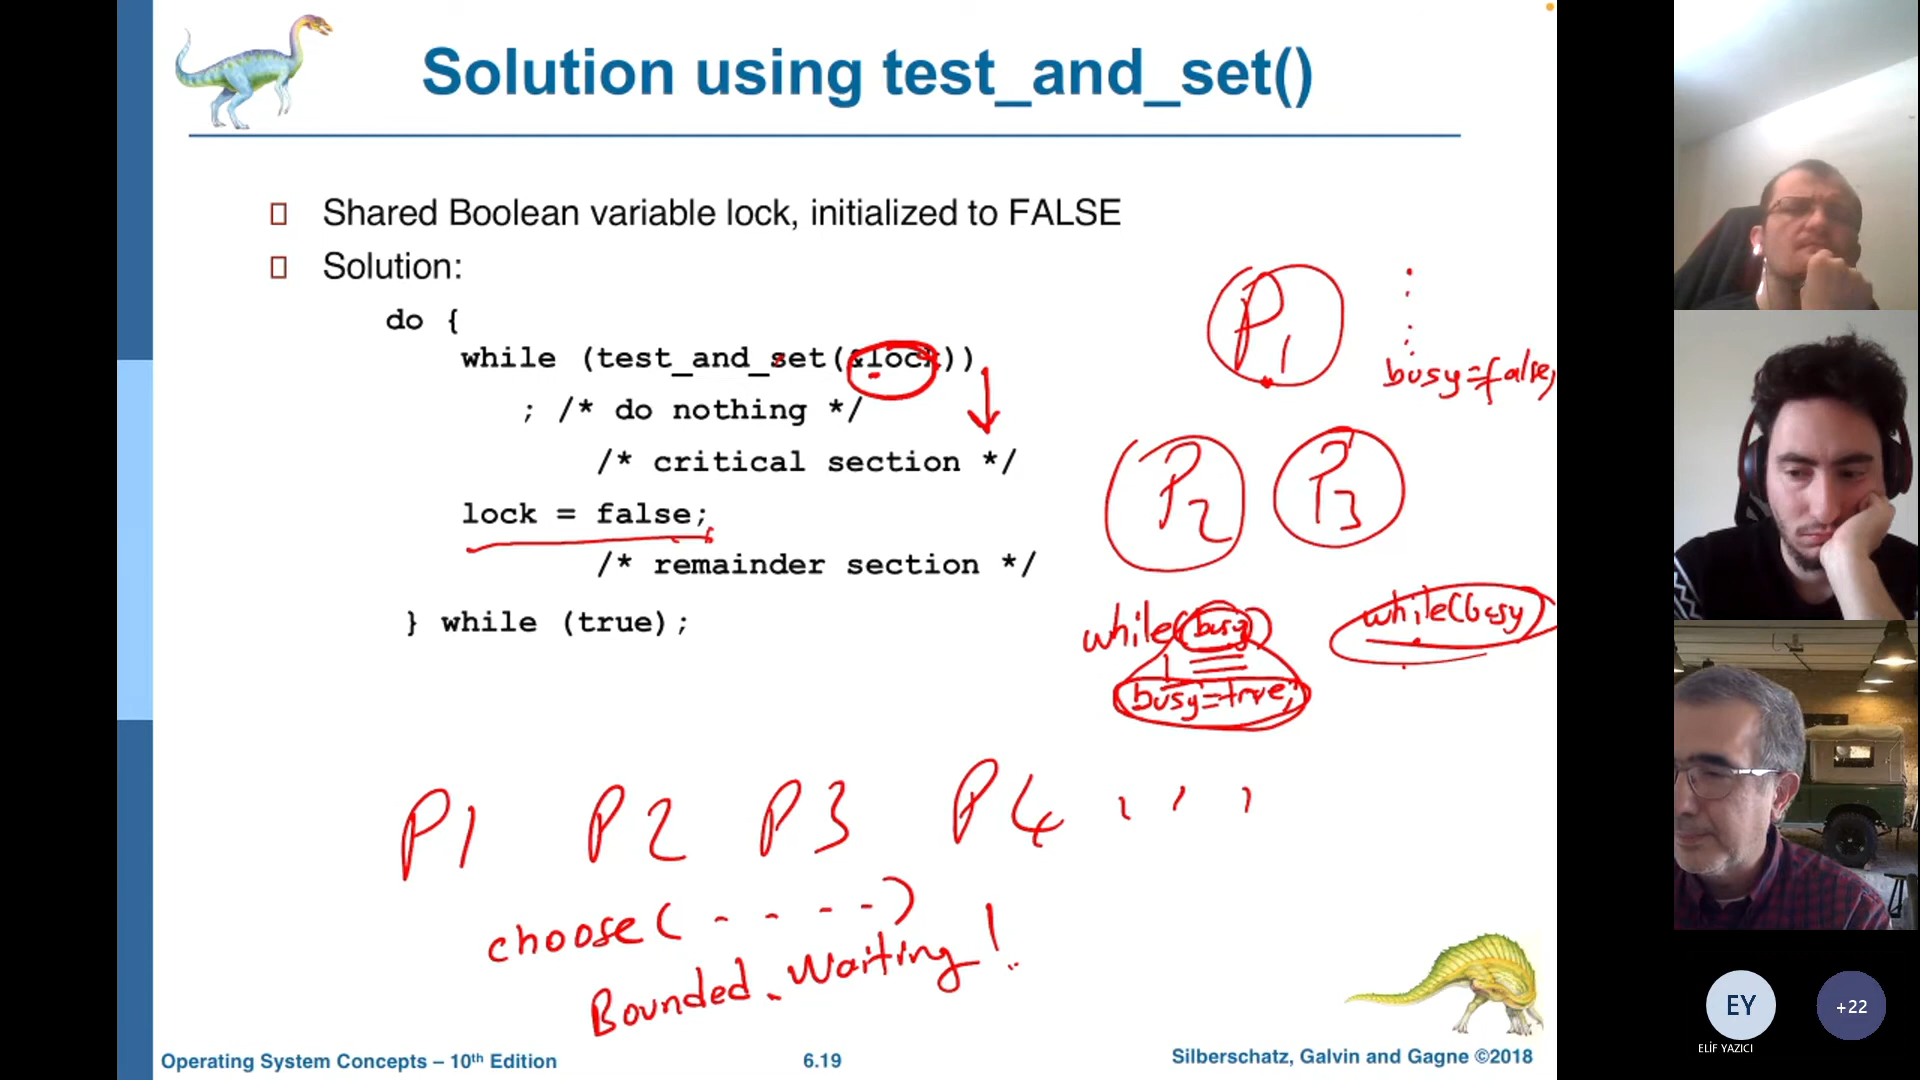 Solution using test_and_set()
Shared Boolean variable lock, initialized to FALSE
Solution:
do {
while (test_and_set(&lock))
; /* do nothing */
/* critical section */
lock = false;
/* remainder section */
} while (true);
P1
busy=false;
P2 P3
while(busy)
busy=true;
while(busy)
P1 P2 P3 P4 . . .
choose( - - - -)
Bounded-Waiting!
Operating System Concepts – 10th Edition
6.19
Silberschatz, Galvin and Gagne ©2018
EY
+22
ELİF YAZICI